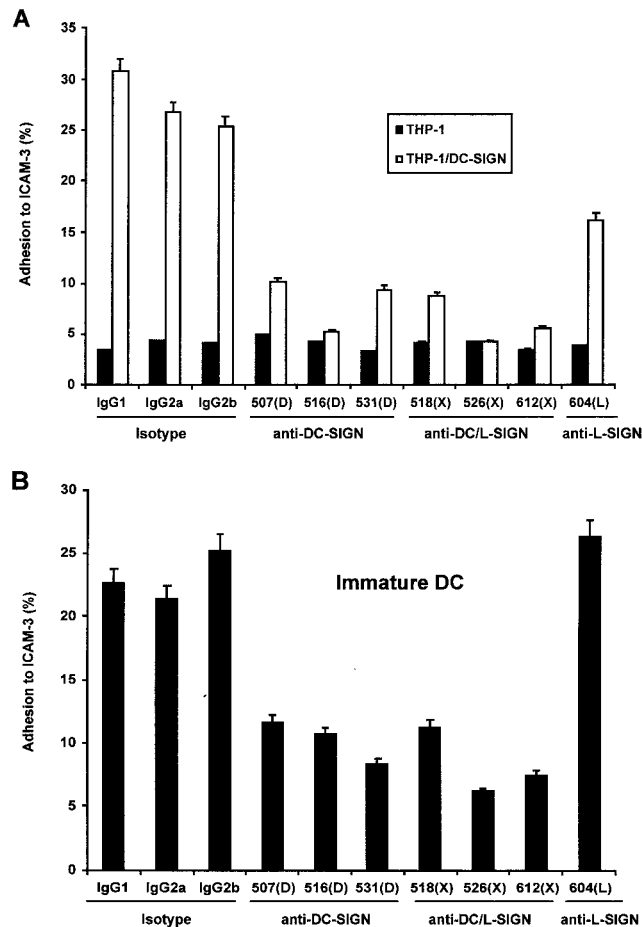 A
35
30
25
20
15
10
5
0
Adhesion to ICAM-3 (%)
THP-1
THP-1/DC-SIGN
IgG1 IgG2a IgG2b 507(D) 516(D) 531(D) 518(X) 526(X) 612(X) 604(L)
Isotype anti-DC-SIGN anti-DC/L-SIGN anti-L-SIGN
B
30
25
20
15
10
5
0
Adhesion to ICAM-3 (%)
Immature DC
IgG1 IgG2a IgG2b 507(D) 516(D) 531(D) 518(X) 526(X) 612(X) 604(L)
Isotype anti-DC-SIGN anti-DC/L-SIGN anti-L-SIGN